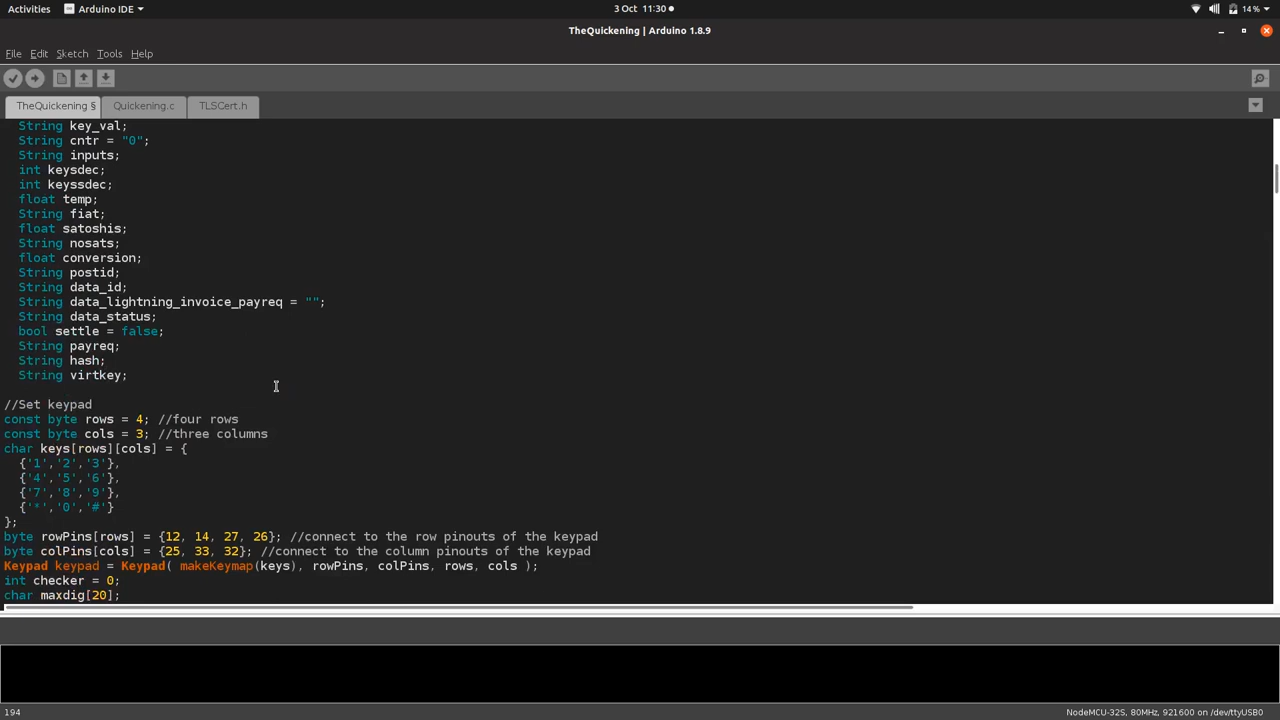 Activities Arduino IDE 3 Oct 11:30 14%
TheQuickening | Arduino 1.8.9
File Edit Sketch Tools Help
TheQuickening § Quickening.c TLSCert.h
String key_val;
String cntr = "0";
String inputs;
int keysdec;
int keyssdec;
float temp;
String fiat;
float satoshis;
String nosats;
float conversion;
String postid;
String data_id;
String data_lightning_invoice_payreq = "";
String data_status;
bool settle = false;
String payreq;
String hash;
String virtkey;
//Set keypad
const byte rows = 4; //four rows
const byte cols = 3; //three columns
char keys[rows][cols] = {
{'1','2','3'},
{'4','5','6'},
{'7','8','9'},
{'*','0','#'}
};
byte rowPins[rows] = {12, 14, 27, 26}; //connect to the row pinouts of the keypad
byte colPins[cols] = {25, 33, 32}; //connect to the column pinouts of the keypad
Keypad keypad = Keypad( makeKeymap(keys), rowPins, colPins, rows, cols );
int checker = 0;
char maxdig[20];
194 NodeMCU-32S, 80MHz, 921600 on /dev/ttyUSB0